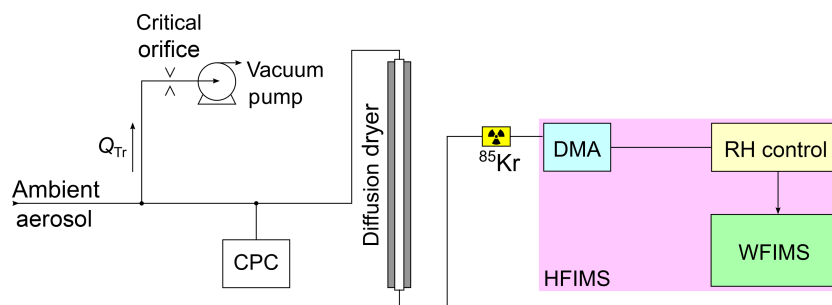 Critical
orifice
Vacuum
pump
Q_Tr
Ambient
aerosol
CPC
Diffusion dryer
85Kr
DMA
RH control
WFIMS
HFIMS